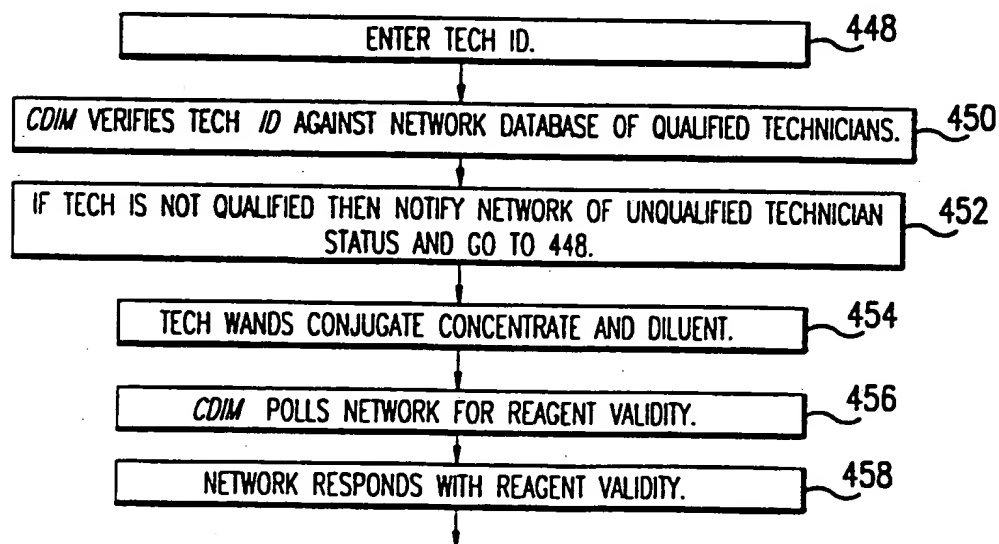 ENTER TECH ID.
448
CDIM VERIFIES TECH ID AGAINST NETWORK DATABASE OF QUALIFIED TECHNICIANS.
450
IF TECH IS NOT QUALIFIED THEN NOTIFY NETWORK OF UNQUALIFIED TECHNICIAN
STATUS AND GO TO 448.
452
TECH WANDS CONJUGATE CONCENTRATE AND DILUENT.
454
CDIM POLLS NETWORK FOR REAGENT VALIDITY.
456
NETWORK RESPONDS WITH REAGENT VALIDITY.
458